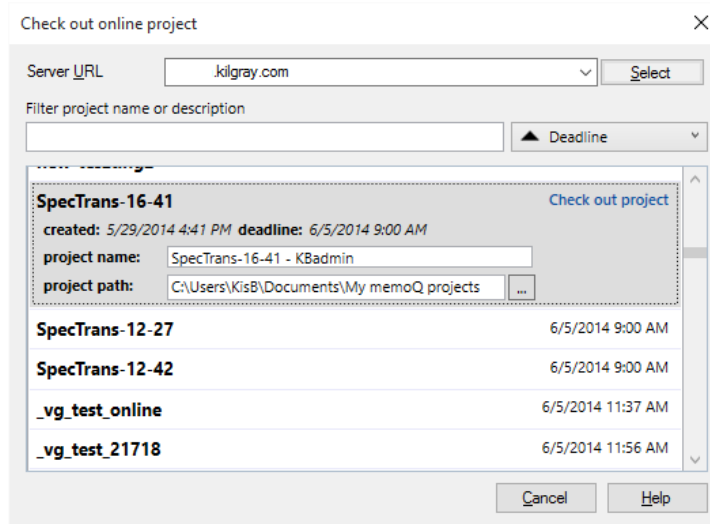 Check out online project
Server URL .kilgray.com Select
Filter project name or description
Deadline
SpecTrans-16-41 Check out project
created: 5/29/2014 4:41 PM deadline: 6/5/2014 9:00 AM
project name: SpecTrans-16-41 - KBadmin
project path: C:\Users\KisB\Documents\My memoQ projects ...
SpecTrans-12-27 6/5/2014 9:00 AM
SpecTrans-12-42 6/5/2014 9:00 AM
_vg_test_online 6/5/2014 11:37 AM
_vg_test_21718 6/5/2014 11:56 AM
Cancel Help